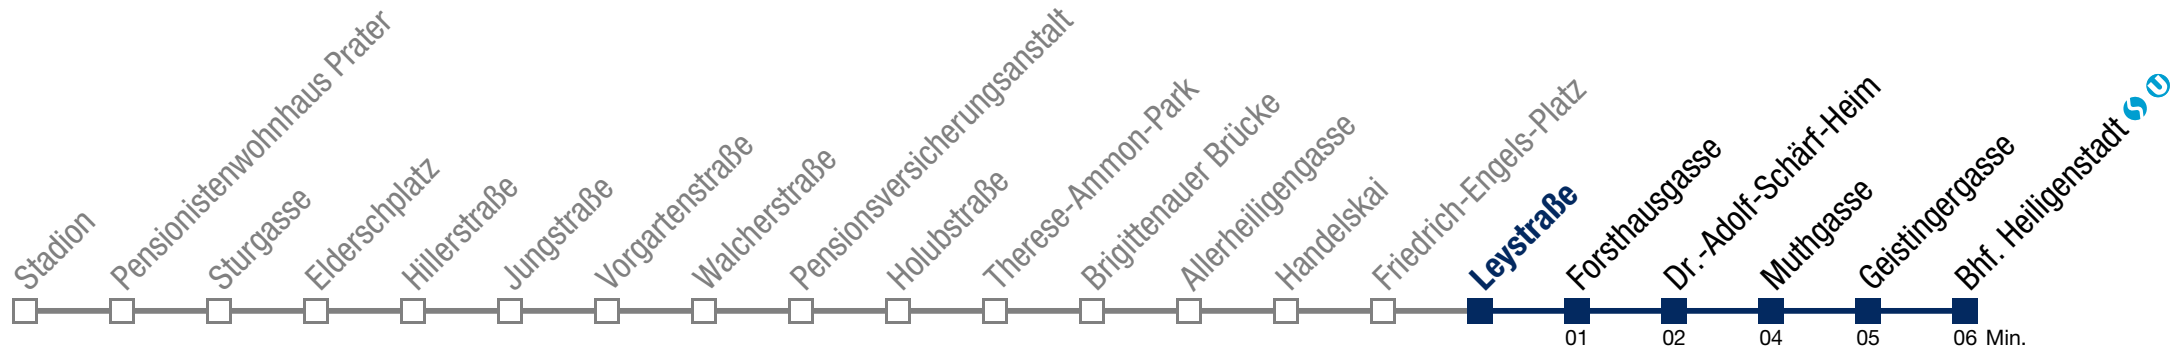 Stadion
Pensionistenwohnhaus Prater
Sturgasse
Elderschplatz
Hillerstraße
Jungstraße
Vorgartenstraße
Walcherstraße
Pensionsversicherungsanstalt
Holubstraße
Therese-Ammon-Park
Brigittenauer Brücke
Allerheiligengasse
Handelskai
Friedrich-Engels-Platz
Leystraße
Forsthausgasse
Dr.-Adolf-Schärf-Heim
Muthgasse
Geistingergasse
Bhf. Heiligenstadt S U
01 02 04 05 06 Min.